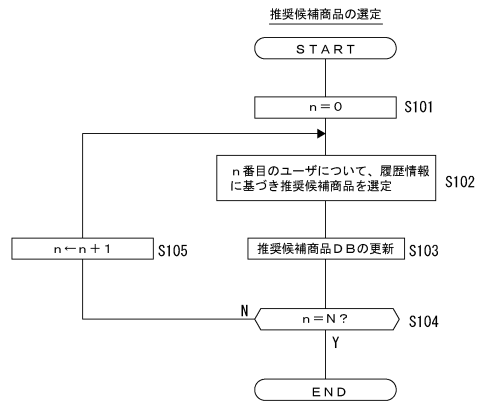 推奨候補商品の選定
ＳＴＡＲＴ
ｎ＝０
S101
ｎ番目のユーザについて、履歴情報
に基づき推奨候補商品を選定
S102
ｎ←ｎ＋１
S105
推奨候補商品ＤＢの更新
S103
N
ｎ＝Ｎ？
S104
Y
ＥＮＤ